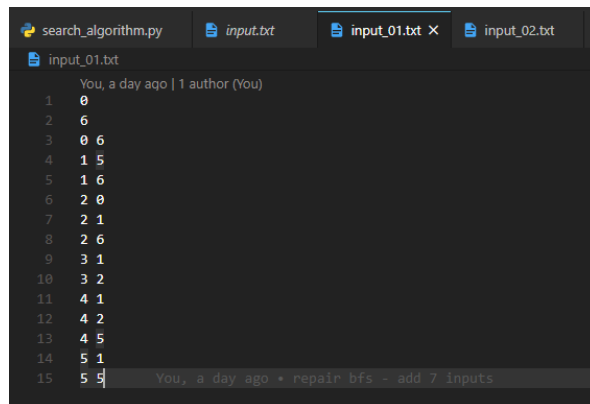 search_algorithm.py input.txt input_01.txt × input_02.txt
input_01.txt
You, a day ago | 1 author (You)
1 0
2 6
3 0 6
4 1 5
5 1 6
6 2 0
7 2 1
8 2 6
9 3 1
10 3 2
11 4 1
12 4 2
13 4 5
14 5 1
15 5 5 You, a day ago • repair bfs - add 7 inputs